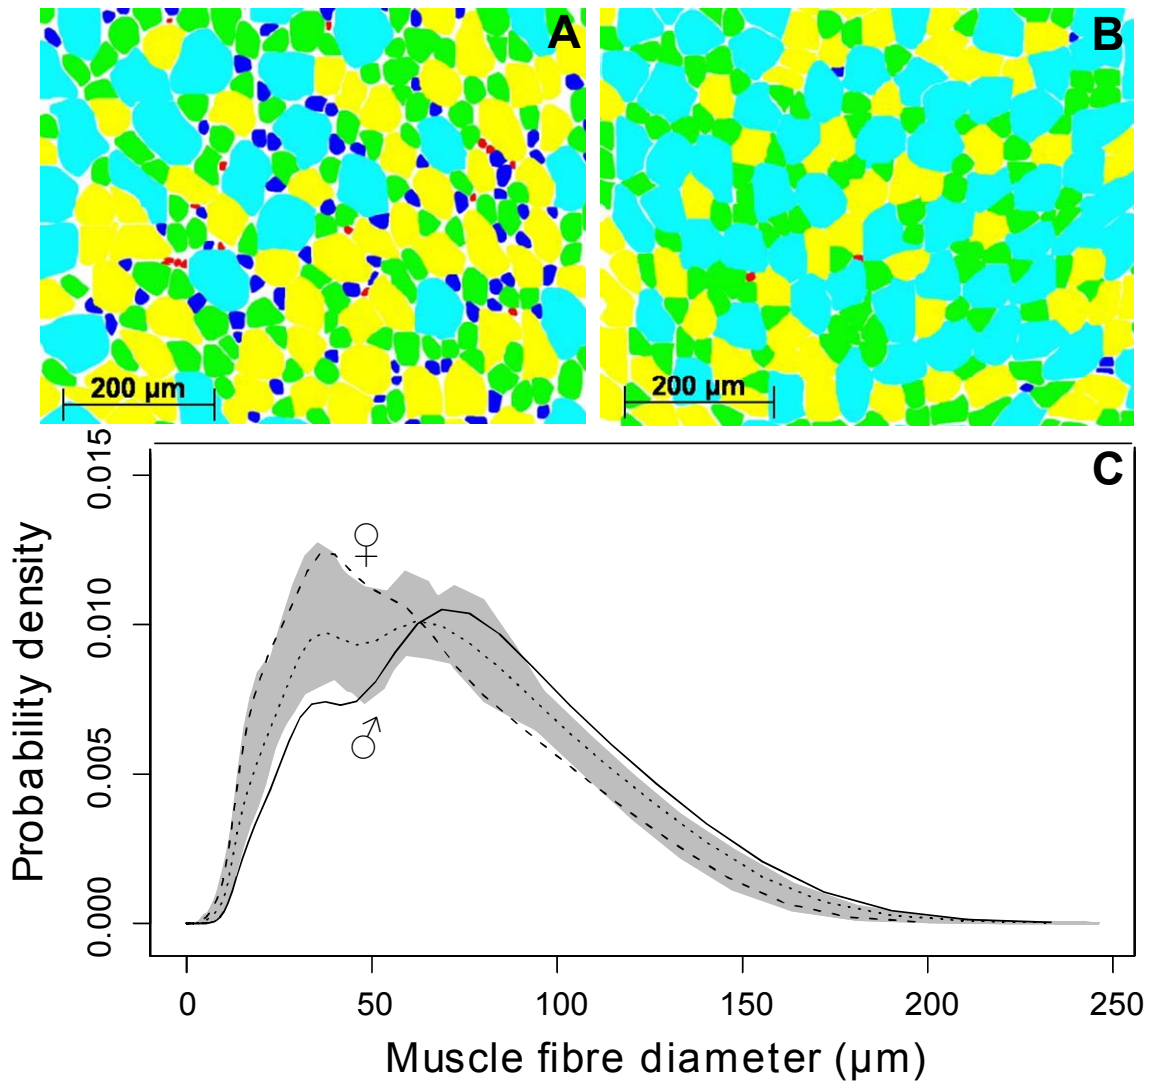 A
B
200 µm
200 µm
C
0.015
0.010
0.005
0.000
Probability density
♀
♂
0 50 100 150 200 250
Muscle fibre diameter (µm)